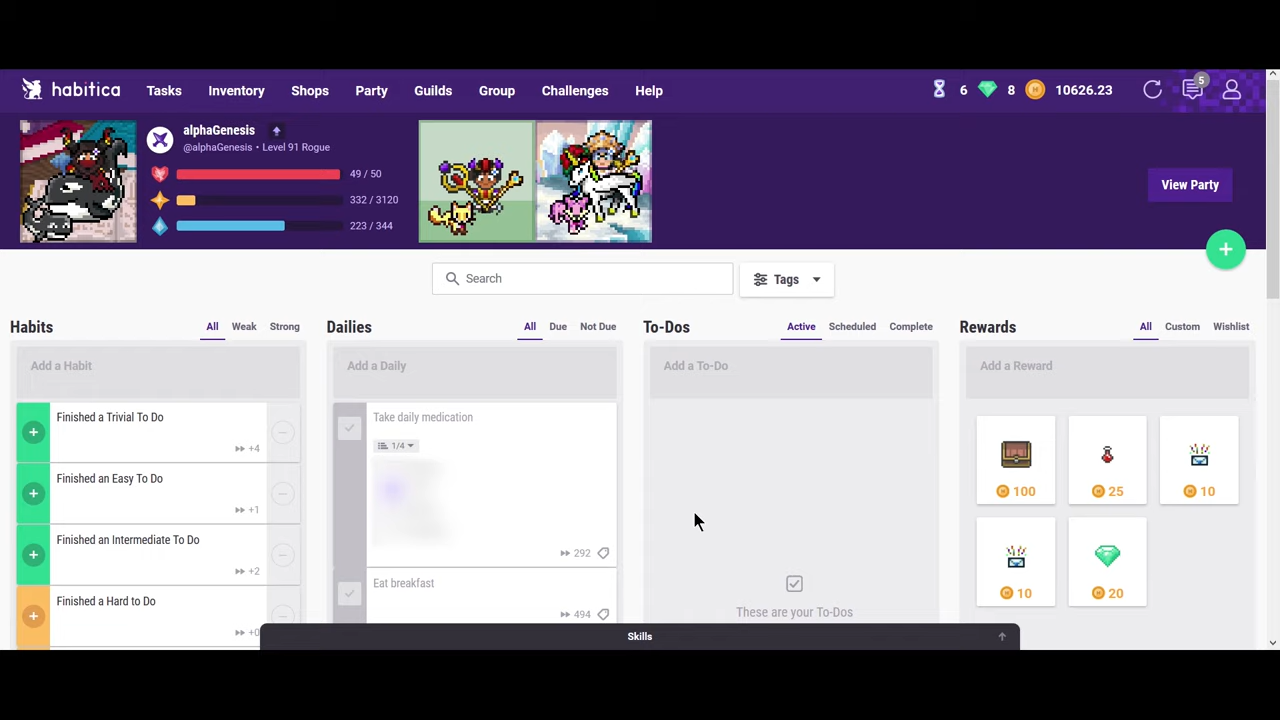 habitica Tasks Inventory Shops Party Guilds Group Challenges Help 6 8 10626.23 5
alphaGenesis
@alphaGenesis • Level 91 Rogue
49 / 50
332 / 3120
223 / 344
View Party
+
Search Tags
Habits All Weak Strong
Add a Habit
Finished a Trivial To Do
+4
Finished an Easy To Do
+1
Finished an Intermediate To Do
+2
Finished a Hard to Do
+0
Dailies All Due Not Due
Add a Daily
Take daily medication
1/4
292
Eat breakfast
494
To-Dos Active Scheduled Complete
Add a To-Do
These are your To-Dos
Rewards All Custom Wishlist
Add a Reward
100 25 10
10 20
Skills